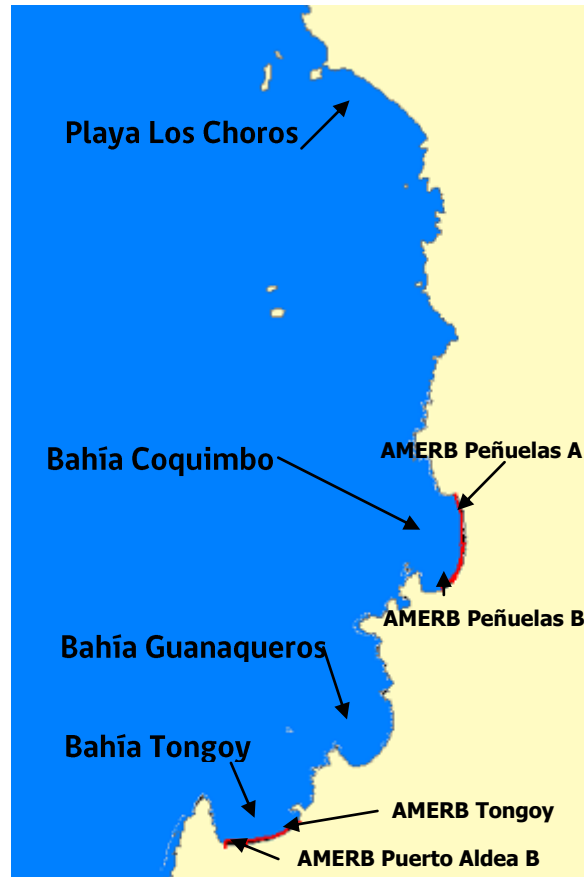 Playa Los Choros
Bahía Coquimbo
AMERB Peñuelas A
AMERB Peñuelas B
Bahía Guanaqueros
Bahía Tongoy
AMERB Tongoy
AMERB Puerto Aldea B